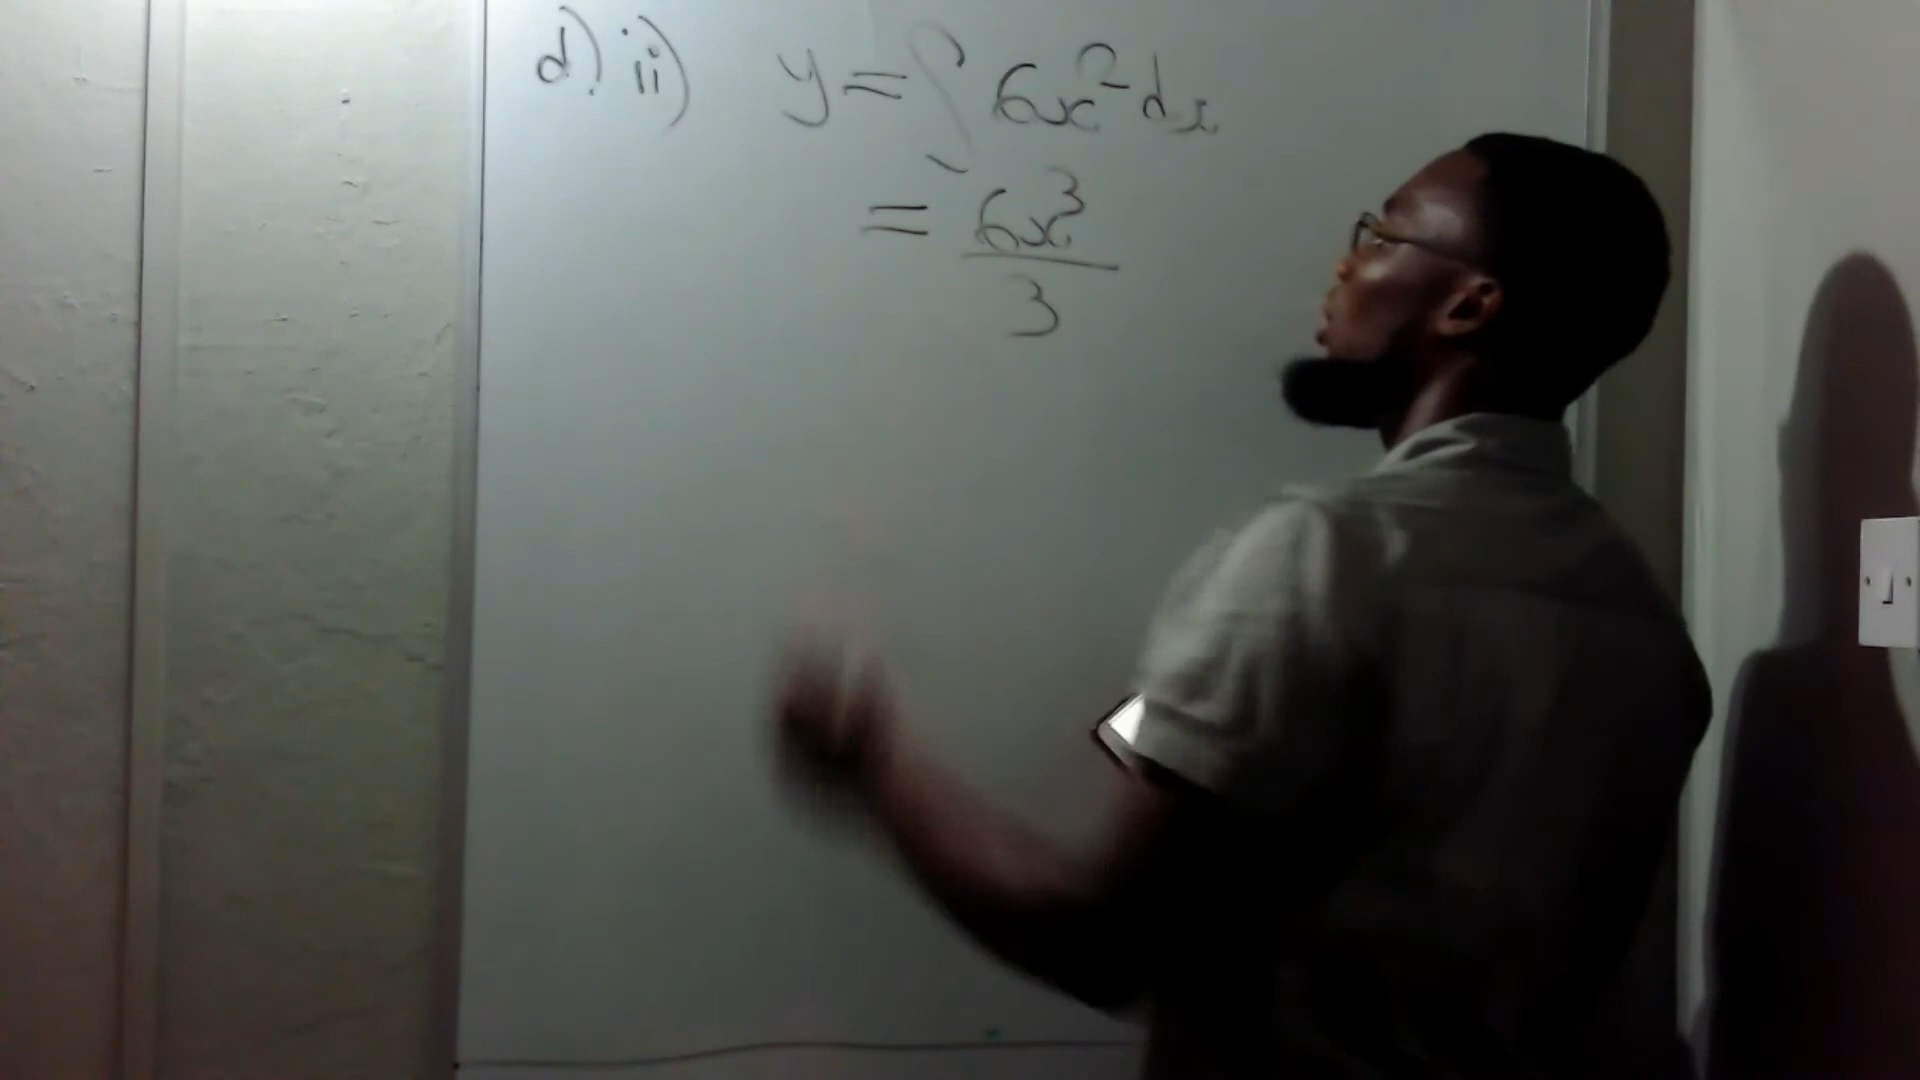 d) ii) y = ∫ 6x² dx
= 6x³/3